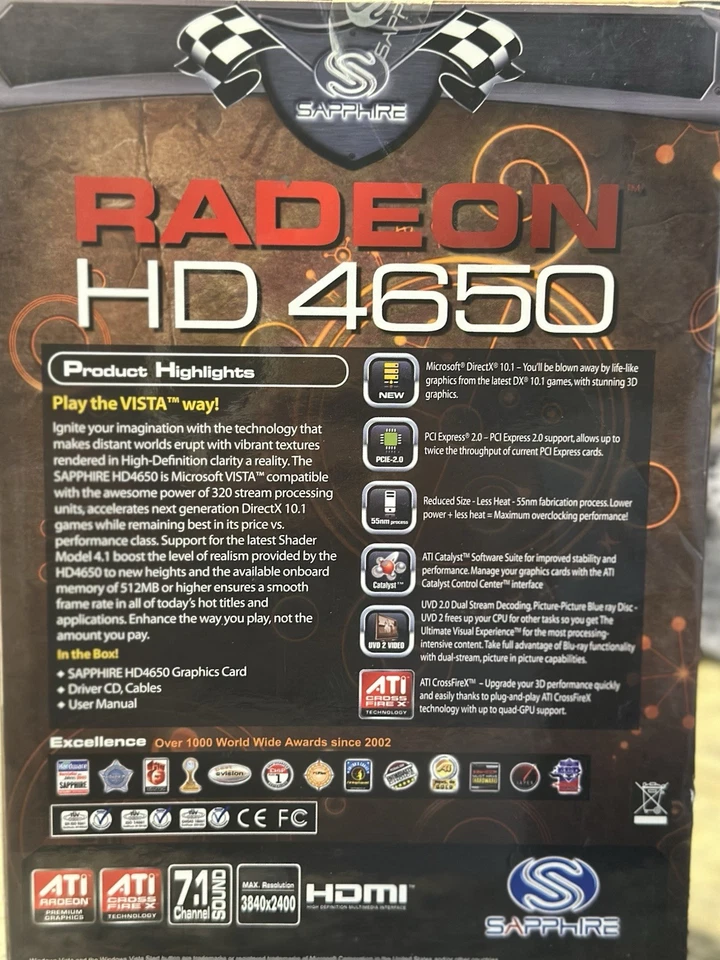 SAPPHIRE
RADEON™
HD 4650
Product Highlights
Play the VISTA™ way!
Ignite your imagination with the technology that
makes distant worlds erupt with vibrant textures
rendered in High-Definition clarity a reality. The
SAPPHIRE HD4650 is Microsoft VISTA™ compatible
with the awesome power of 320 stream processing
units, accelerates next generation DirectX 10.1
games while remaining best in its price vs.
performance class. Support for the latest Shader
Model 4.1 boost the level of realism provided by the
HD4650 to new heights and the available onboard
memory of 512MB or higher ensures a smooth
frame rate in all of today's hot titles and
applications. Enhance the way you play, not the
amount you pay.
In the Box!
SAPPHIRE HD4650 Graphics Card
Driver CD, Cables
User Manual
NEW
Microsoft® DirectX® 10.1 – You'll be blown away by life-like
graphics from the latest DX® 10.1 games, with stunning 3D
graphics.
PCIE-2.0
PCI Express® 2.0 – PCI Express 2.0 support, allows up to
twice the throughput of current PCI Express cards.
55nm process
Reduced Size - Less Heat - 55nm fabrication process. Lower
power + less heat = Maximum overclocking performance!
Catalyst™
ATI Catalyst™ Software Suite for improved stability and
performance. Manage your graphics cards with the ATI
Catalyst Control Center™ interface
UVD 2 VIDEO
UVD 2.0 Dual Stream Decoding, Picture-Picture Blue ray Disc -
UVD 2 frees up your CPU for other tasks so you get The
Ultimate Visual Experience™ for the most processing-
intensive content. Take full advantage of Blu-ray functionality
with dual-stream, picture in picture capabilities.
ATI
CROSS
FIRE X™
TECHNOLOGY
ATI CrossFireX™ – Upgrade your 3D performance quickly
and easily thanks to plug-and-play ATI CrossFireX
technology with up to quad-GPU support.
Excellence Over 1000 World Wide Awards since 2002
CE FC
ATI
RADEON
PREMIUM
GRAPHICS
ATI
CROSS
FIRE X
TECHNOLOGY
7.1
Channel
SOUND
MAX. Resolution
3840x2400
HDMI™
HIGH DEFINITION MULTIMEDIA INTERFACE
SAPPHIRE